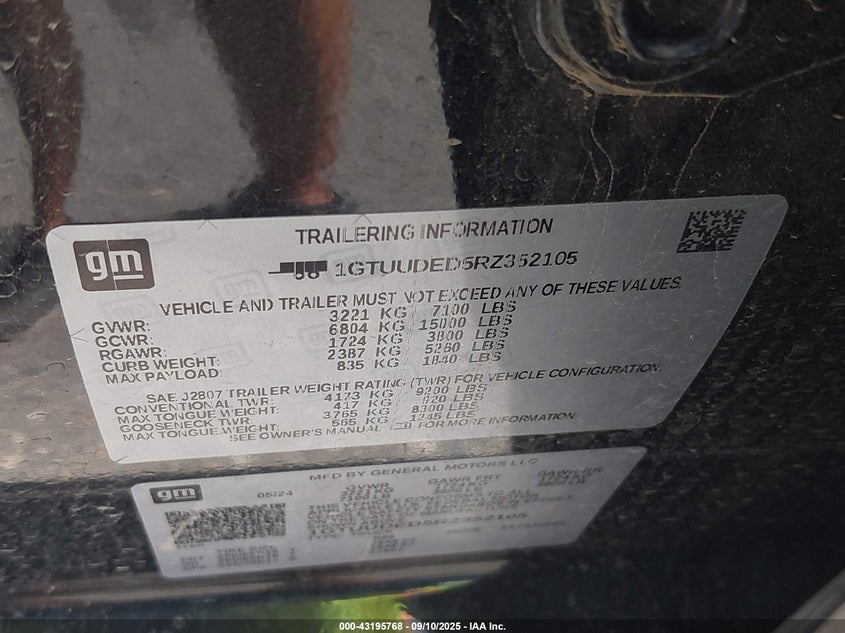 TRAILERING INFORMATION
gm
1GTUUDED5RZ352105
VEHICLE AND TRAILER MUST NOT EXCEED ANY OF THESE VALUES.
GVWR: 3221 KG 7100 LBS
GCWR: 6804 KG 15000 LBS
RGAWR: 1724 KG 3800 LBS
CURB WEIGHT: 2387 KG 5260 LBS
MAX PAYLOAD: 835 KG 1840 LBS
SAE J2807 TRAILER WEIGHT RATING (TWR) FOR VEHICLE CONFIGURATION.
CONVENTIONAL TWR: 4173 KG 9200 LBS
MAX TONGUE WEIGHT: 417 KG 920 LBS
GOOSENECK TWR: 3765 KG 8300 LBS
MAX TONGUE WEIGHT: 565 KG 1245 LBS
SEE OWNER'S MANUAL FOR MORE INFORMATION
MFD BY GENERAL MOTORS LLC
gm
05/24
GVWR GAWR FRT GAWR RR
D5RZ352105
000-43195768 - 09/10/2025 - IAA Inc.